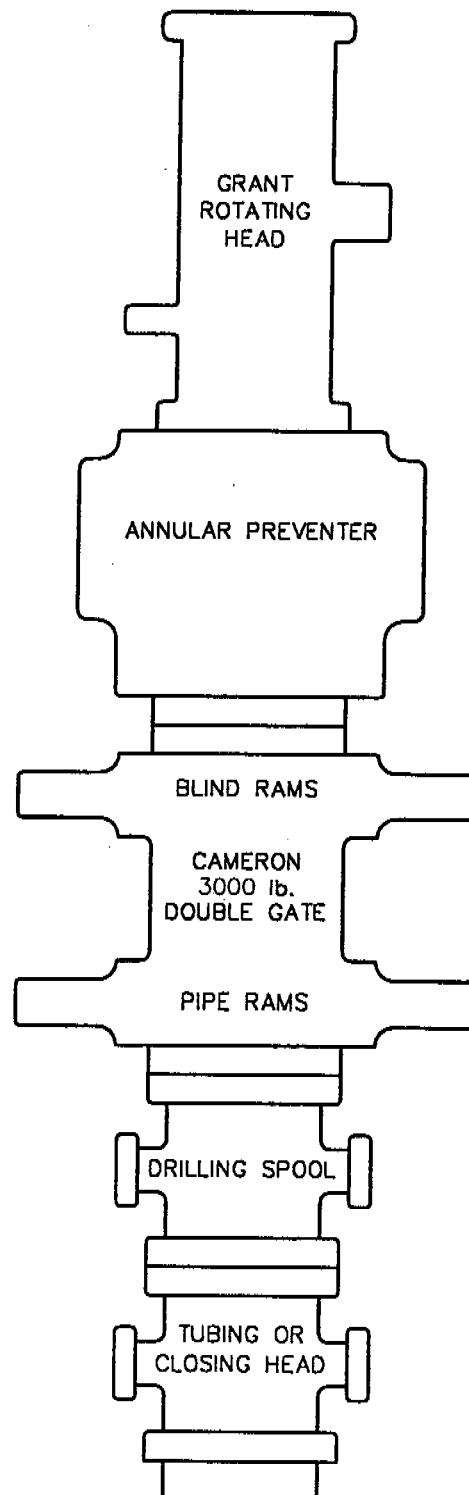 GRANT
ROTATING
HEAD
ANNULAR PREVENTER
BLIND RAMS
CAMERON
3000 lb.
DOUBLE GATE
PIPE RAMS
DRILLING SPOOL
TUBING OR
CLOSING HEAD